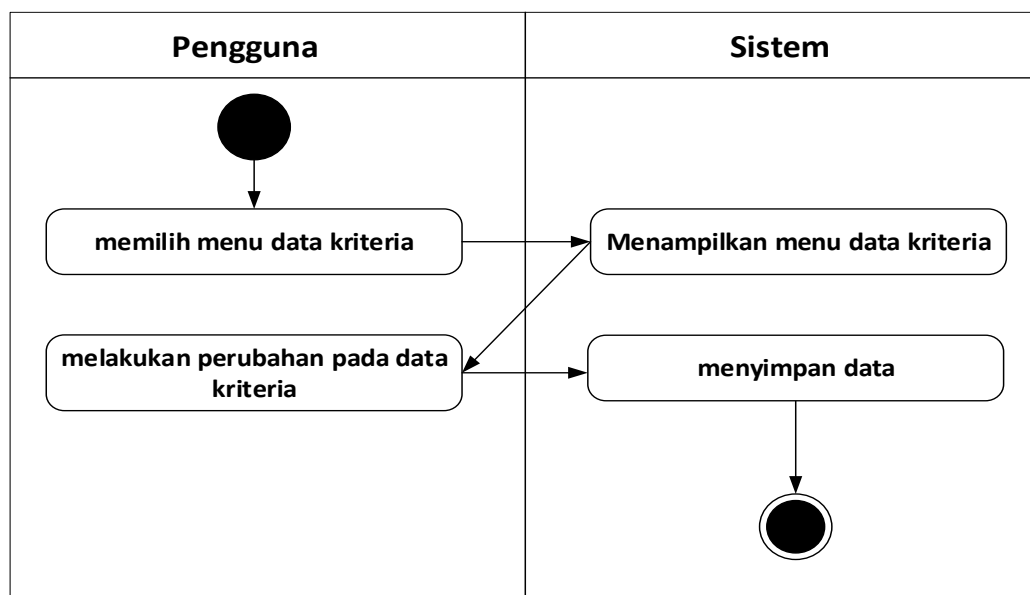 Pengguna
Sistem
memilih menu data kriteria
Menampilkan menu data kriteria
melakukan perubahan pada data
kriteria
menyimpan data